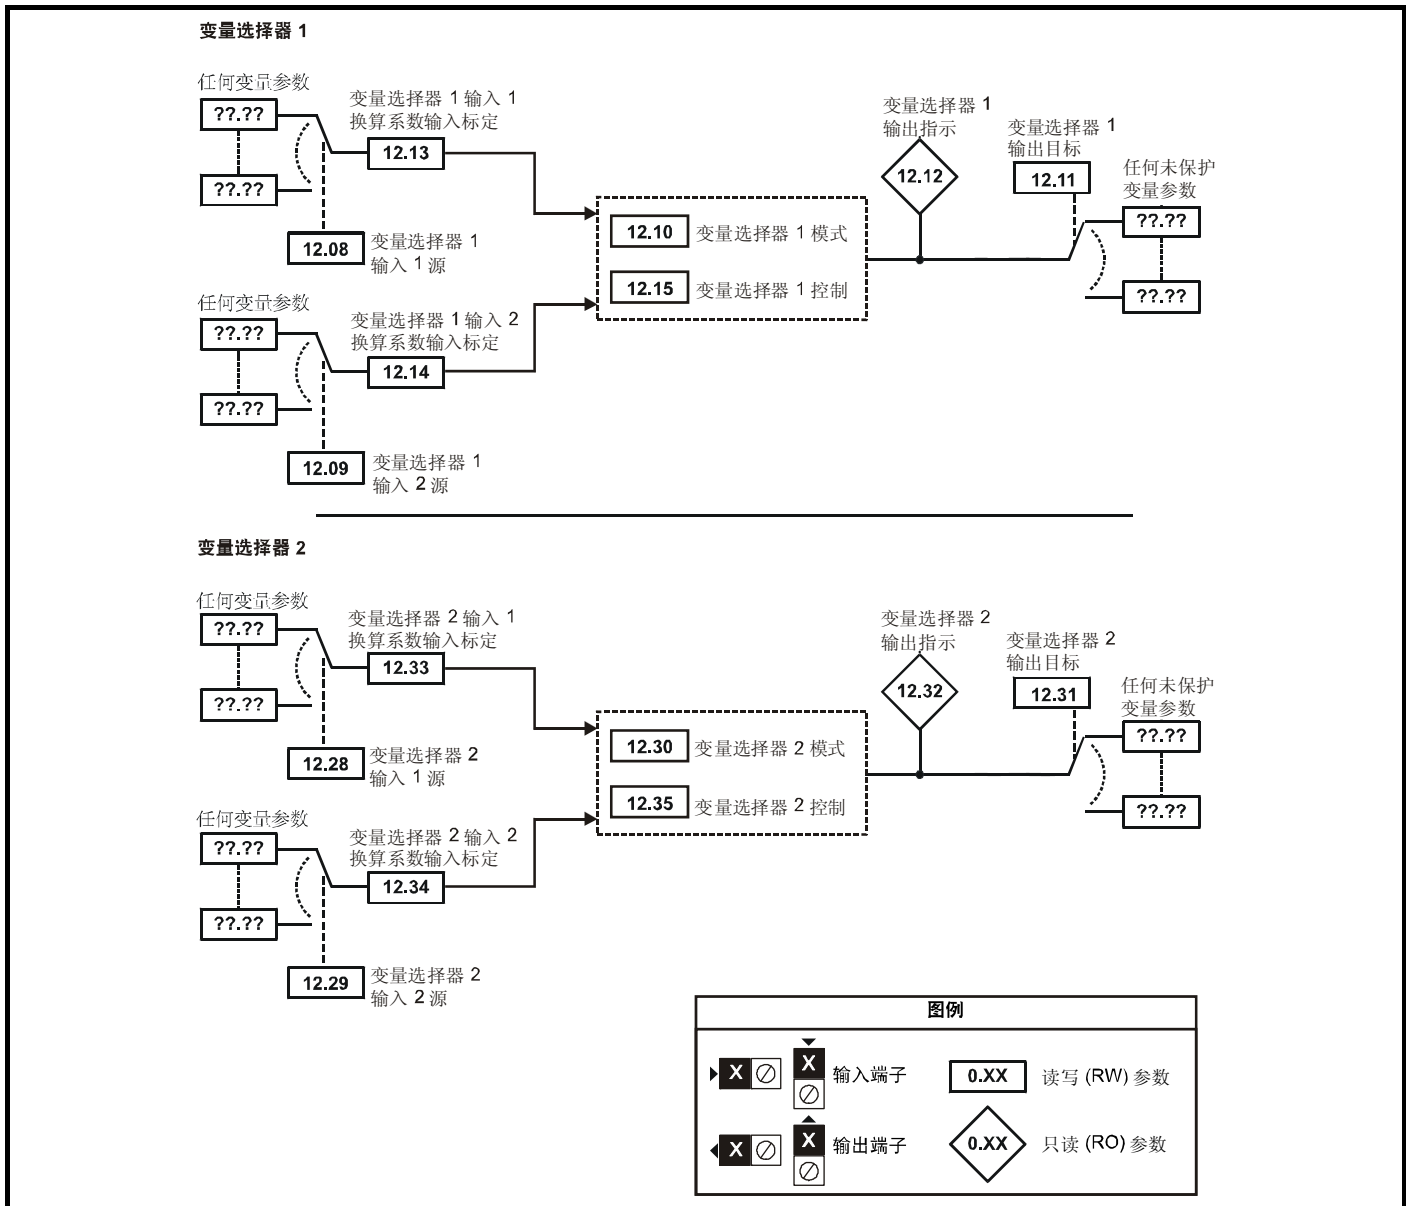 变量选择器 1
任何变量参数
??.??
??.??
变量选择器 1 输入 1
换算系数输入标定
12.13
12.08
变量选择器 1
输入 1 源
任何变量参数
??.??
??.??
变量选择器 1 输入 2
换算系数输入标定
12.14
12.09
变量选择器 1
输入 2 源
12.10 变量选择器 1 模式
12.15 变量选择器 1 控制
变量选择器 1
输出指示
12.12
变量选择器 1
输出目标
12.11
任何未保护
变量参数
??.??
??.??
变量选择器 2
任何变量参数
??.??
??.??
变量选择器 2 输入 1
换算系数输入标定
12.33
12.28
变量选择器 2
输入 1 源
任何变量参数
??.??
??.??
变量选择器 2 输入 2
换算系数输入标定
12.34
12.29
变量选择器 2
输入 2 源
12.30 变量选择器 2 模式
12.35 变量选择器 2 控制
变量选择器 2
输出指示
12.32
变量选择器 2
输出目标
12.31
任何未保护
变量参数
??.??
??.??
图例
X X 输入端子
0.XX 读写 (RW) 参数
X X 输出端子
0.XX 只读 (RO) 参数